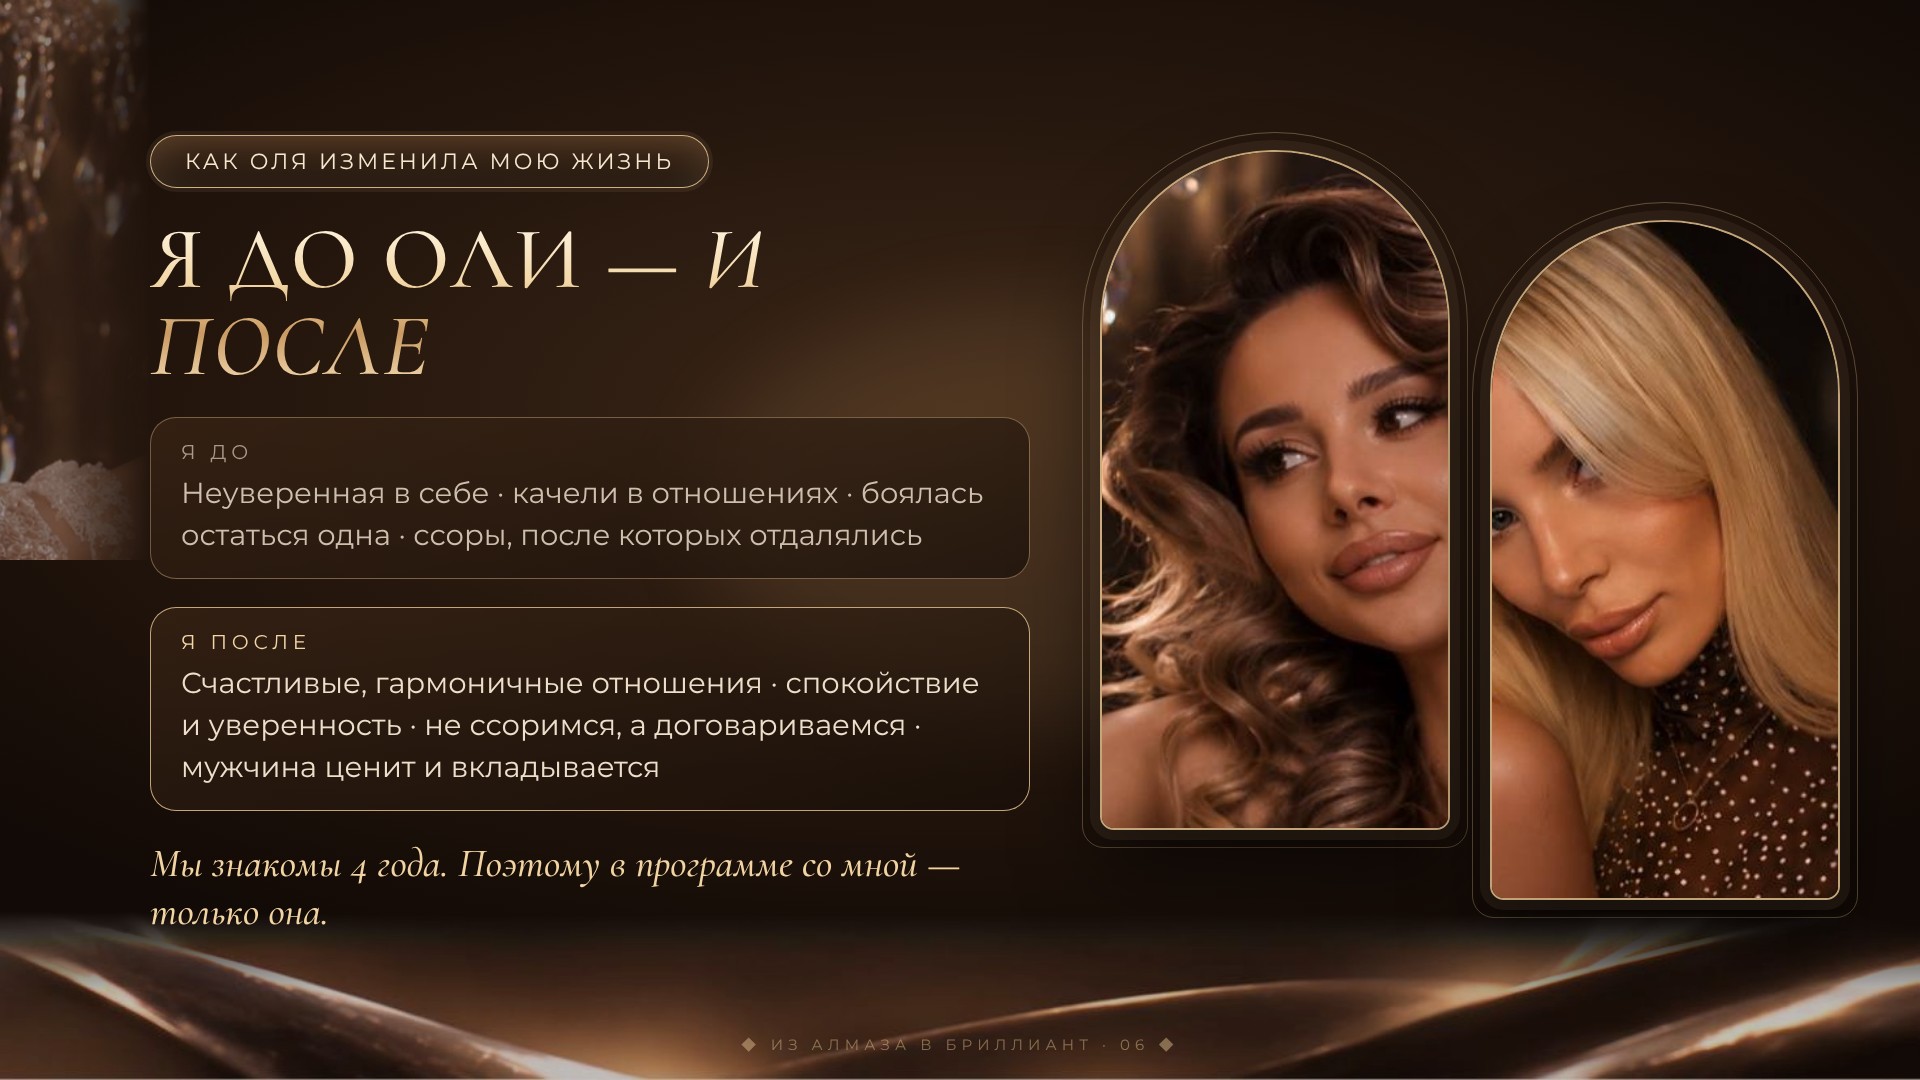 КАК ОЛЯ ИЗМЕНИЛА МОЮ ЖИЗНЬ
Я ДО ОЛИ — И
ПОСЛЕ
Я ДО
Неуверенная в себе · качели в отношениях · боялась
остаться одна · ссоры, после которых отдалялись
Я ПОСЛЕ
Счастливые, гармоничные отношения · спокойствие
и уверенность · не ссоримся, а договариваемся ·
мужчина ценит и вкладывается
Мы знакомы 4 года. Поэтому в программе со мной —
только она.
◆ ИЗ АЛМАЗА В БРИЛЛИАНТ · 06 ◆